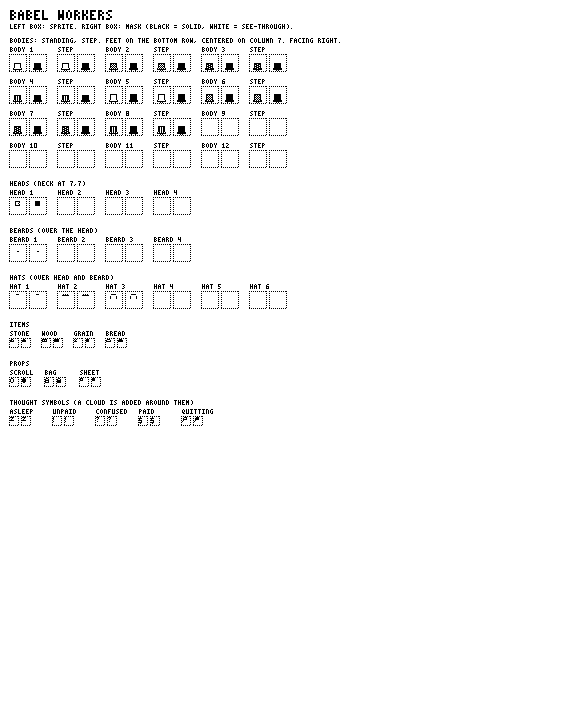 BABEL WORKERS
LEFT BOX: SPRITE. RIGHT BOX: MASK (BLACK = SOLID, WHITE = SEE-THROUGH).
BODIES: STANDING, STEP. FEET ON THE BOTTOM ROW, CENTERED ON COLUMN 7, FACING RIGHT.
BODY 1 STEP BODY 2 STEP BODY 3 STEP
BODY 4 STEP BODY 5 STEP BODY 6 STEP
BODY 7 STEP BODY 8 STEP BODY 9 STEP
BODY 10 STEP BODY 11 STEP BODY 12 STEP
HEADS (NECK AT 7,7)
HEAD 1 HEAD 2 HEAD 3 HEAD 4
BEARDS (OVER THE HEAD)
BEARD 1 BEARD 2 BEARD 3 BEARD 4
HATS (OVER HEAD AND BEARD)
HAT 1 HAT 2 HAT 3 HAT 4 HAT 5 HAT 6
ITEMS
STONE WOOD GRAIN BREAD
PROPS
SCROLL BAG SHEET
THOUGHT SYMBOLS (A CLOUD IS ADDED AROUND THEM)
ASLEEP UNPAID CONFUSED PAID QUITTING